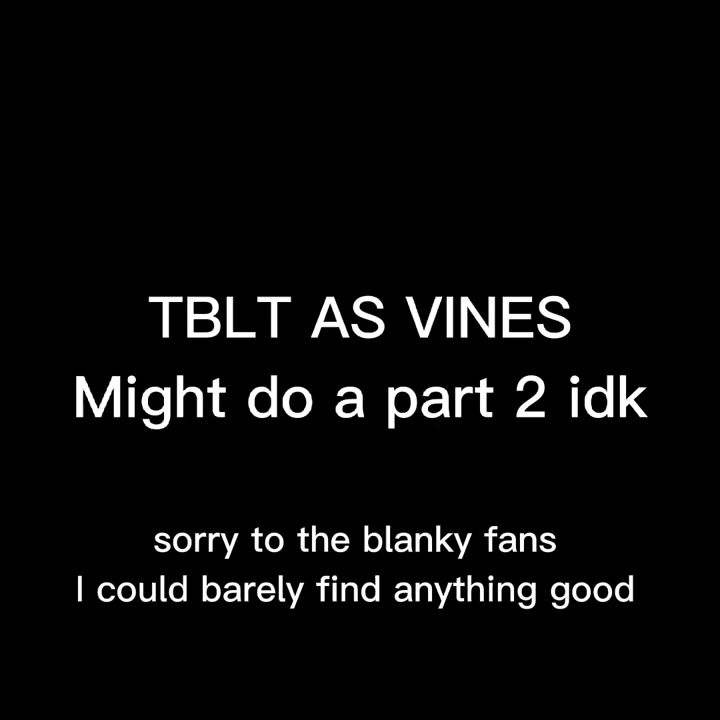 TBLT AS VINES
Might do a part 2 idk
sorry to the blanky fans
I could barely find anything good